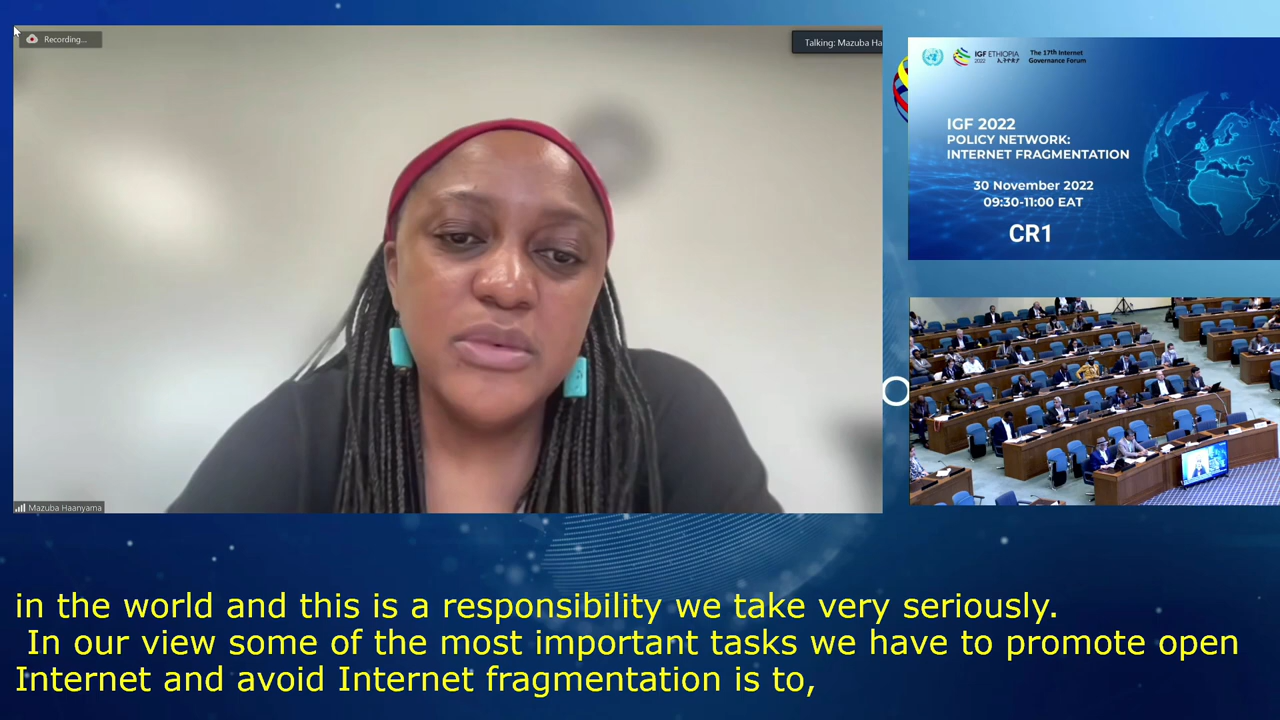 Recording...
Talking: Mazuba Ha
IGF ETHIOPIA
2022 ኢትዮጵያ
The 17th Internet
Governance Forum
IGF 2022
POLICY NETWORK:
INTERNET FRAGMENTATION
30 November 2022
09:30-11:00 EAT
CR1
O
Mazuba Haanyama
in the world and this is a responsibility we take very seriously.
In our view some of the most important tasks we have to promote open
Internet and avoid Internet fragmentation is to,